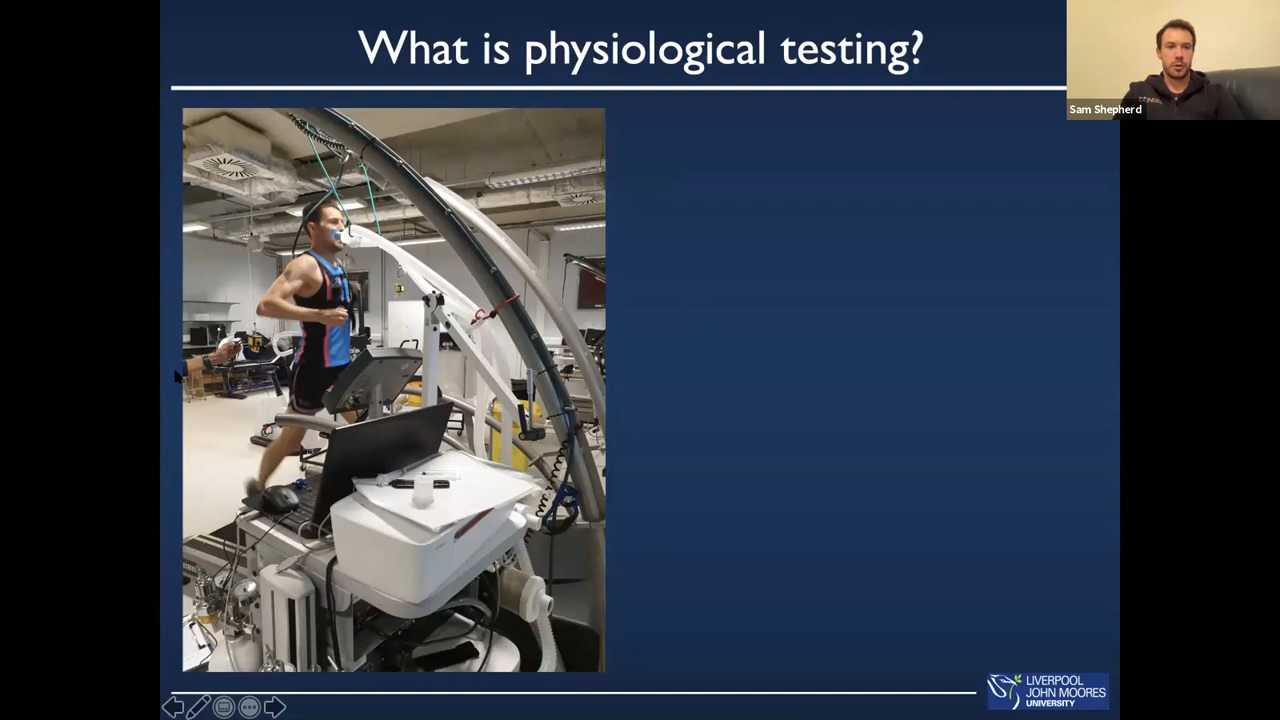 What is physiological testing?
Sam Shepherd
LIVERPOOL
JOHN MOORES
UNIVERSITY